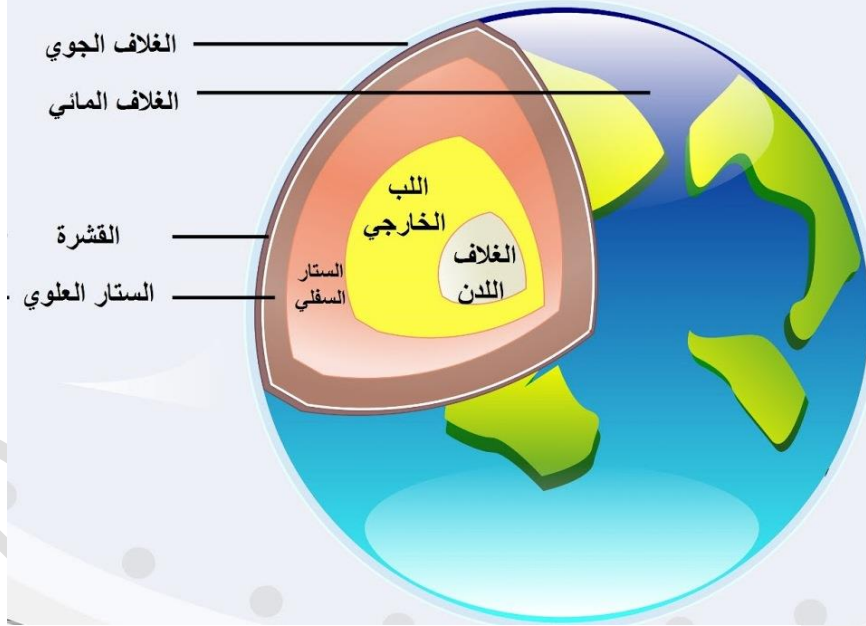 الغلاف الجوي
الغلاف المائي
القشرة
الستار العلوي
الستار
السفلي
اللب
الخارجي
الغلاف
اللدن